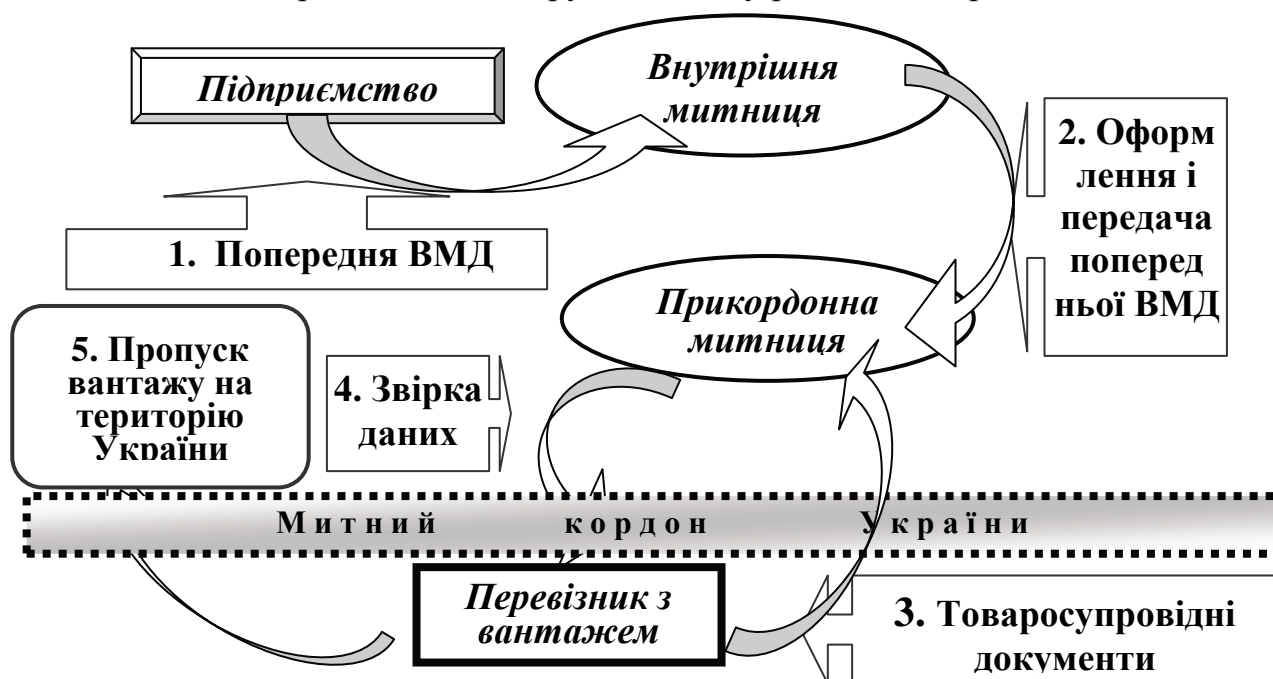 Підприємство
Внутрішня
митниця
2. Оформ
лення і
передача
поперед
ньої ВМД
1. Попередня ВМД
Прикордонна
митниця
5. Пропуск
вантажу на
територію
України
4. Звірка
даних
Митний кордон України
Перевізник з
вантажем
3. Товаросупровідні
документи